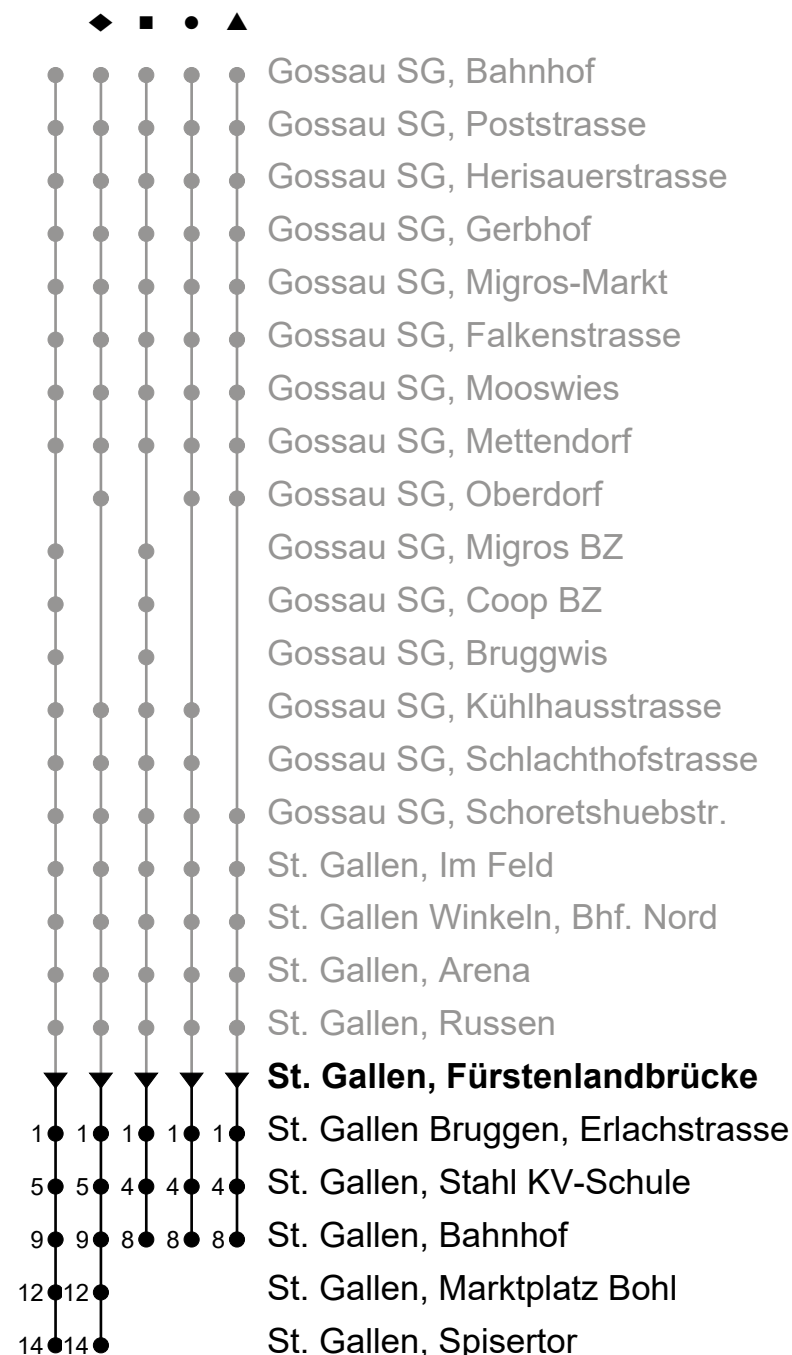 Gossau SG, Bahnhof
Gossau SG, Poststrasse
Gossau SG, Herisauerstrasse
Gossau SG, Gerbhof
Gossau SG, Migros-Markt
Gossau SG, Falkenstrasse
Gossau SG, Mooswies
Gossau SG, Mettendorf
Gossau SG, Oberdorf
Gossau SG, Migros BZ
Gossau SG, Coop BZ
Gossau SG, Bruggwis
Gossau SG, Kühlhausstrasse
Gossau SG, Schlachthofstrasse
Gossau SG, Schoretshuebstr.
St. Gallen, Im Feld
St. Gallen Winkeln, Bhf. Nord
St. Gallen, Arena
St. Gallen, Russen
St. Gallen, Fürstenlandbrücke
1 1 1 1 1 St. Gallen Bruggen, Erlachstrasse
5 5 4 4 4 St. Gallen, Stahl KV-Schule
9 9 8 8 8 St. Gallen, Bahnhof
12 12 St. Gallen, Marktplatz Bohl
14 14 St. Gallen, Spisertor